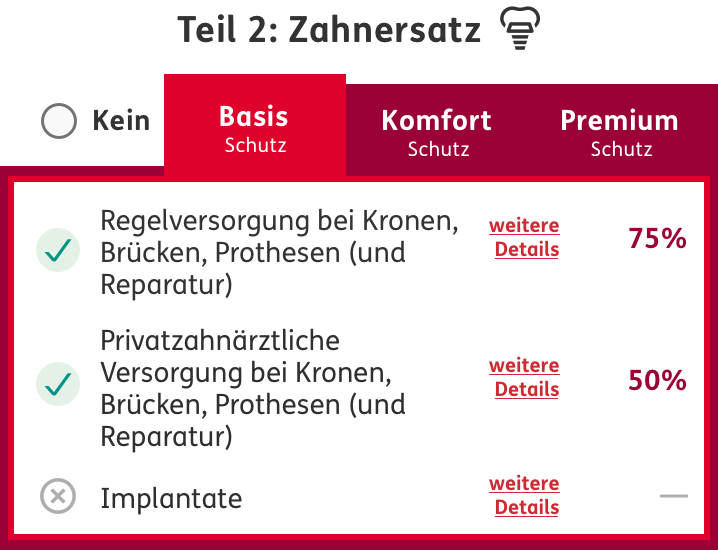 Teil 2: Zahnersatz
Kein
Basis
Schutz
Komfort
Schutz
Premium
Schutz
Regelversorgung bei Kronen,
Brücken, Prothesen (und
Reparatur)
weitere
Details
75%
Privatzahnärztliche
Versorgung bei Kronen,
Brücken, Prothesen (und
Reparatur)
weitere
Details
50%
Implantate
weitere
Details
—